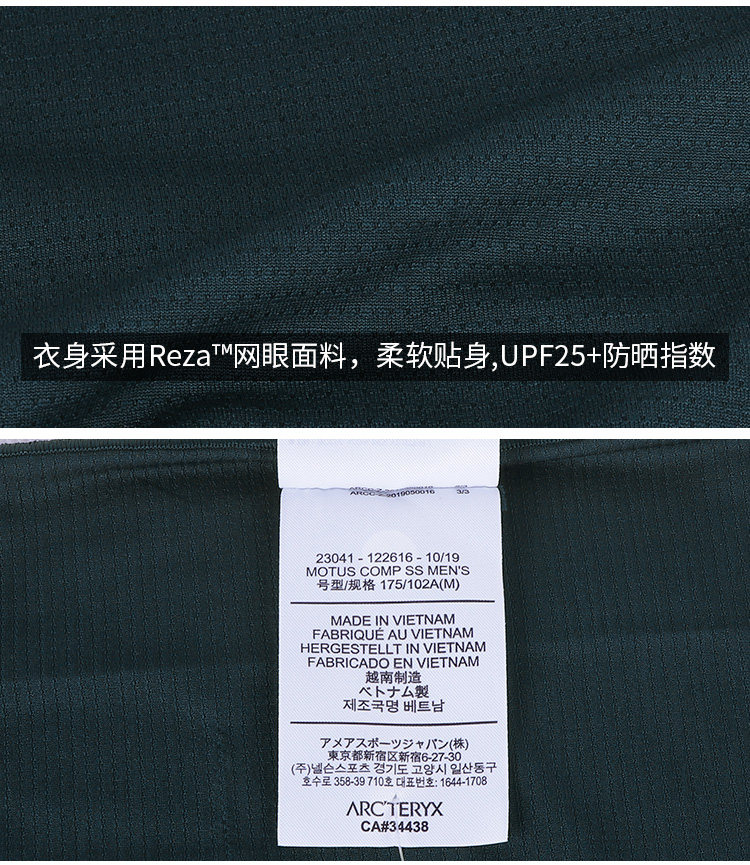 衣身采用Reza™网眼面料，柔软贴身,UPF25+防晒指数
ARCC-Z-2019050016 3/3
23041 - 122616 - 10/19
MOTUS COMP SS MEN'S
号型/规格 175/102A(M)
MADE IN VIETNAM
FABRIQUÉ AU VIETNAM
HERGESTELLT IN VIETNAM
FABRICADO EN VIETNAM
越南制造
ベトナム製
제조국명 베트남
アメアスポーツジャパン(株)
東京都新宿区新宿6-27-30
(주)넬슨스포츠 경기도 고양시 일산동구
호수로 358-39 710호 대표번호: 1644-1708
ARC'TERYX
CA#34438